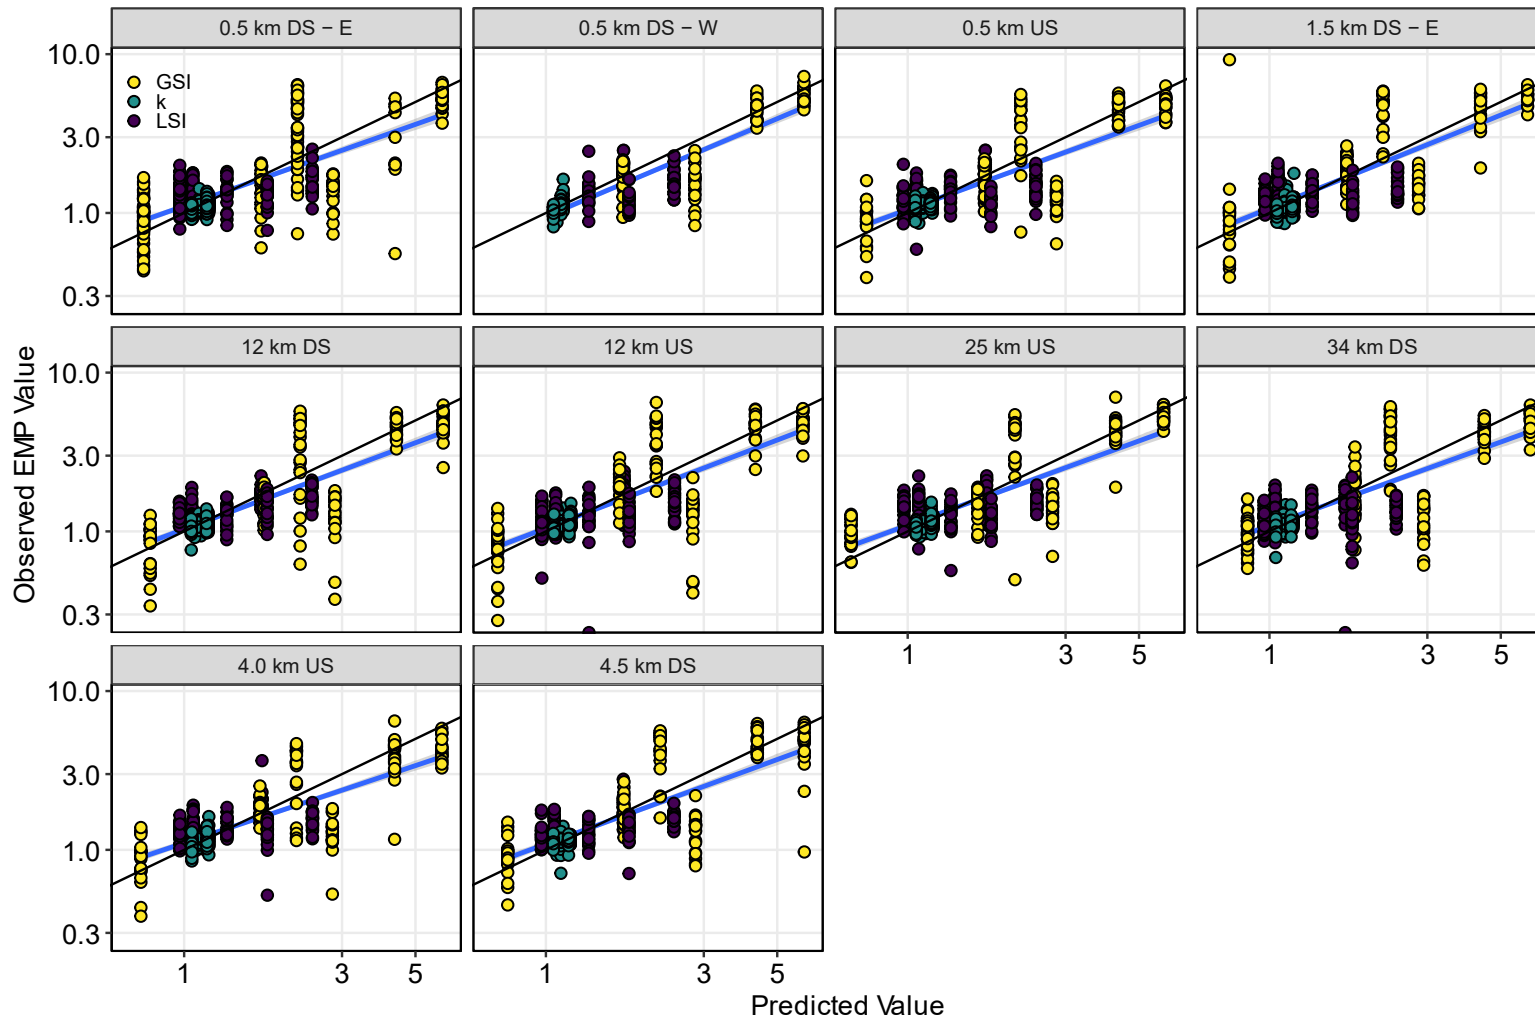 0.5 km DS − E
0.5 km DS − W
0.5 km US
1.5 km DS − E
10.0
3.0
1.0
0.3
GSI
k
LSI
12 km DS
12 km US
25 km US
34 km DS
10.0
3.0
1.0
0.3
1 3 5
1 3 5
4.0 km US
4.5 km DS
10.0
3.0
1.0
0.3
1 3 5
1 3 5
Observed EMP Value
Predicted Value